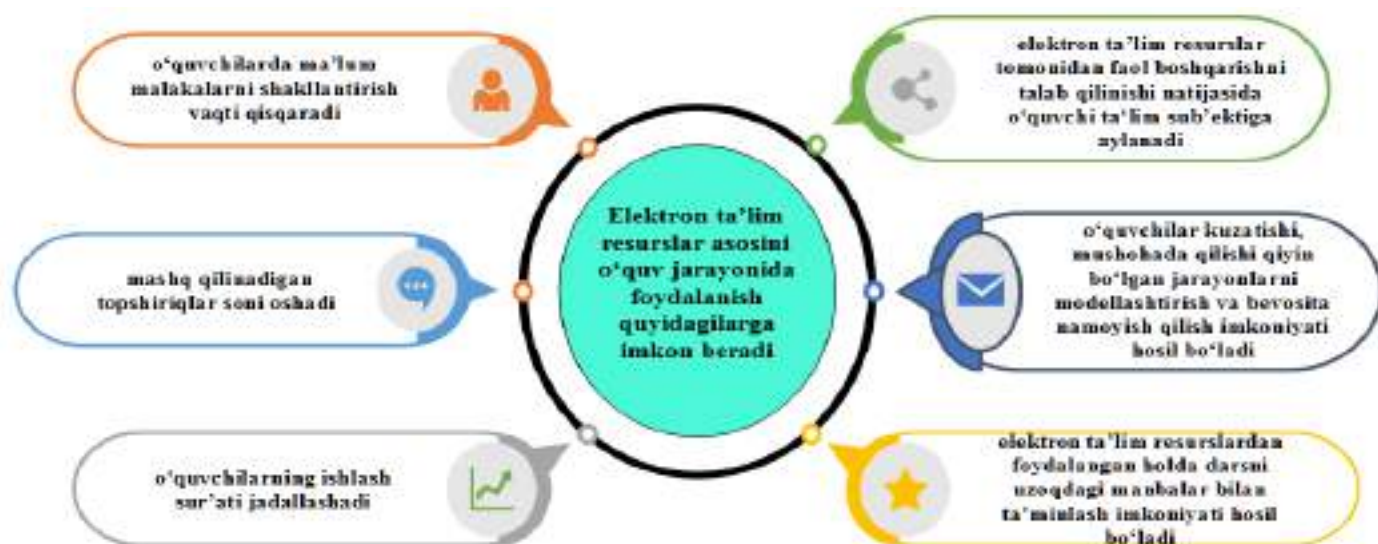 o‘quvchilarda ma’lum
malakalarni shakllantirish
vaqti qisqaradi
mashq qilinadigan
topshiriqlar soni oshadi
o‘quvchilarning ishlash
sur’ati jadallashadi
Elektron ta’lim
resurslar asosini
o‘quv jarayonida
foydalanish
quyidagilarga
imkon beradi
elektron ta’lim resurslar
tomonidan faol boshqarishni
talab qilinishi natijasida
o‘quvchi ta’lim sub’ektiga
aylanadi
o‘quvchilar kuzatishi,
mushohada qilishi qiyin
bo‘lgan jarayonlarni
modellashtirish va bevosita
namoyish qilish imkoniyati
hosil bo‘ladi
elektron ta’lim resurslardan
foydalangan holda darsni
uzoqdagi manbalar bilan
ta’minlash imkoniyati hosil
bo‘ladi